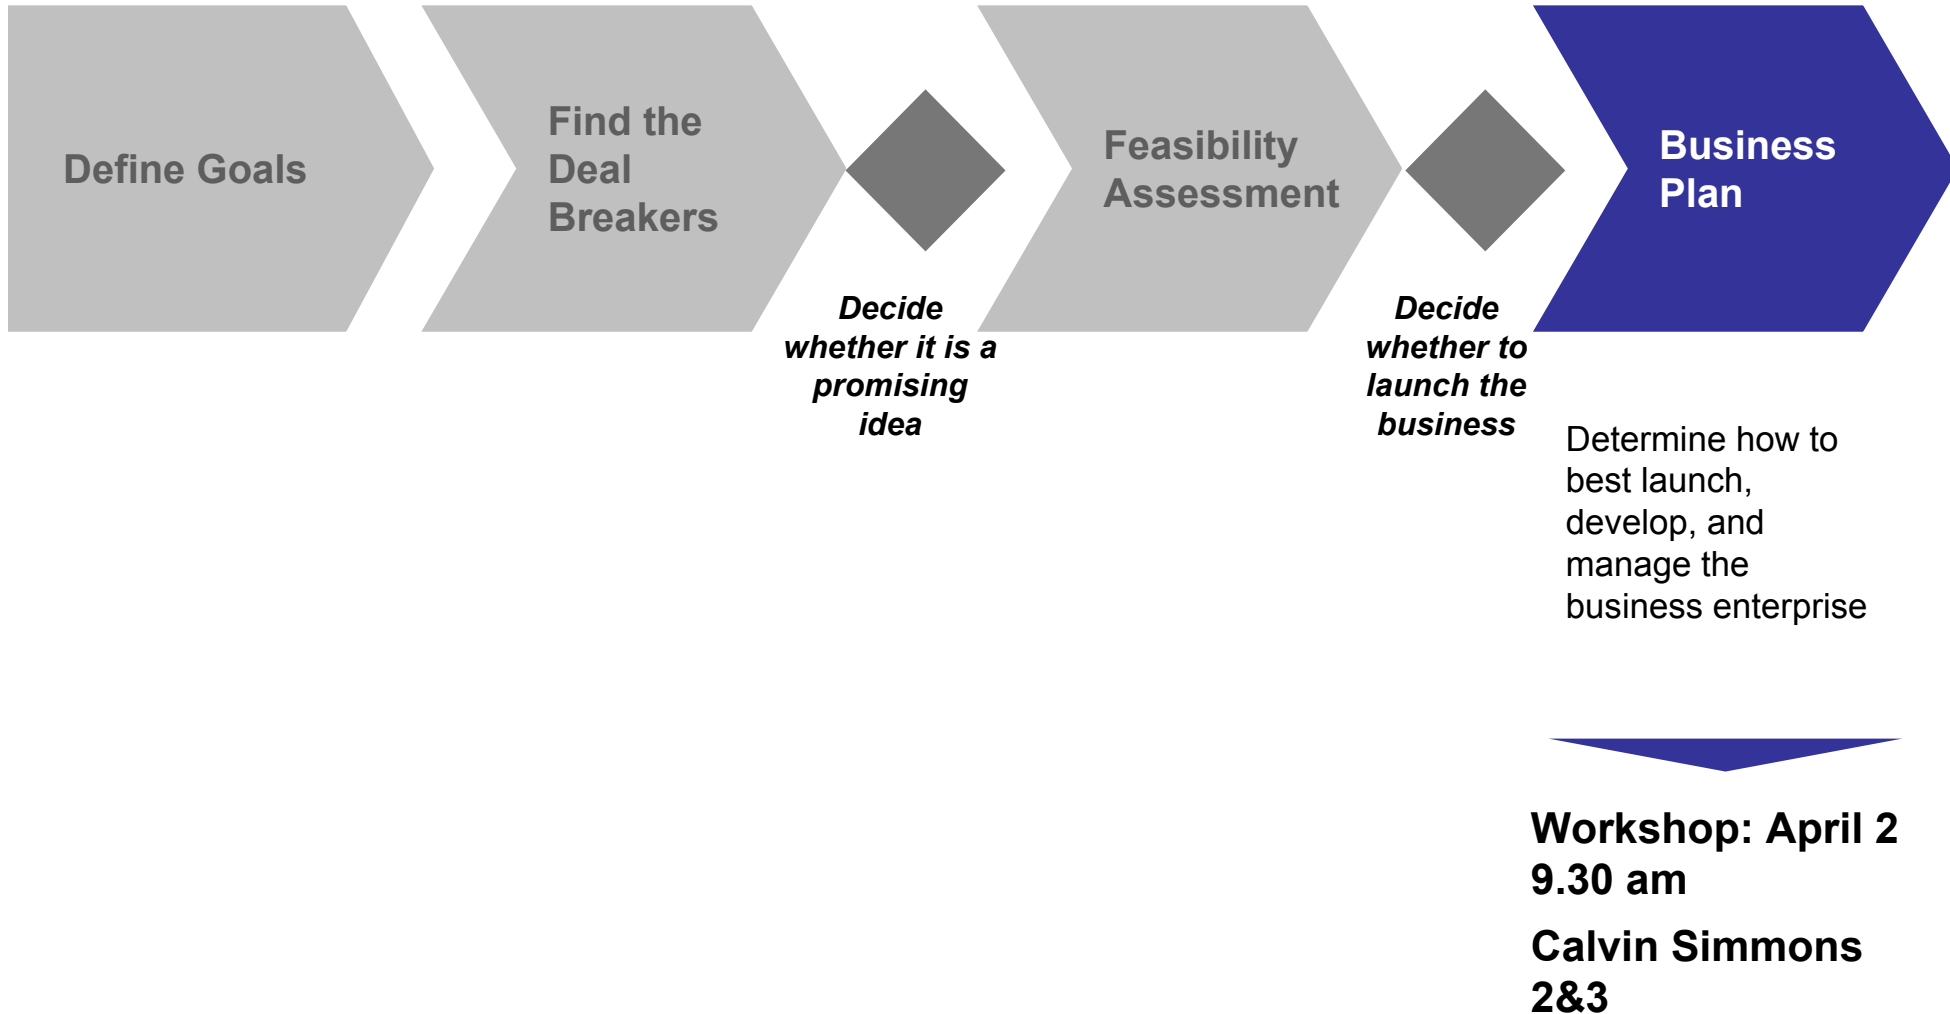 Define Goals
Find the
Deal
Breakers
Feasibility
Assessment
Business
Plan
Decide
whether it is a
promising
idea
Decide
whether to
launch the
business
Determine how to
best launch,
develop, and
manage the
business enterprise
Workshop: April 2
9.30 am
Calvin Simmons
2&3